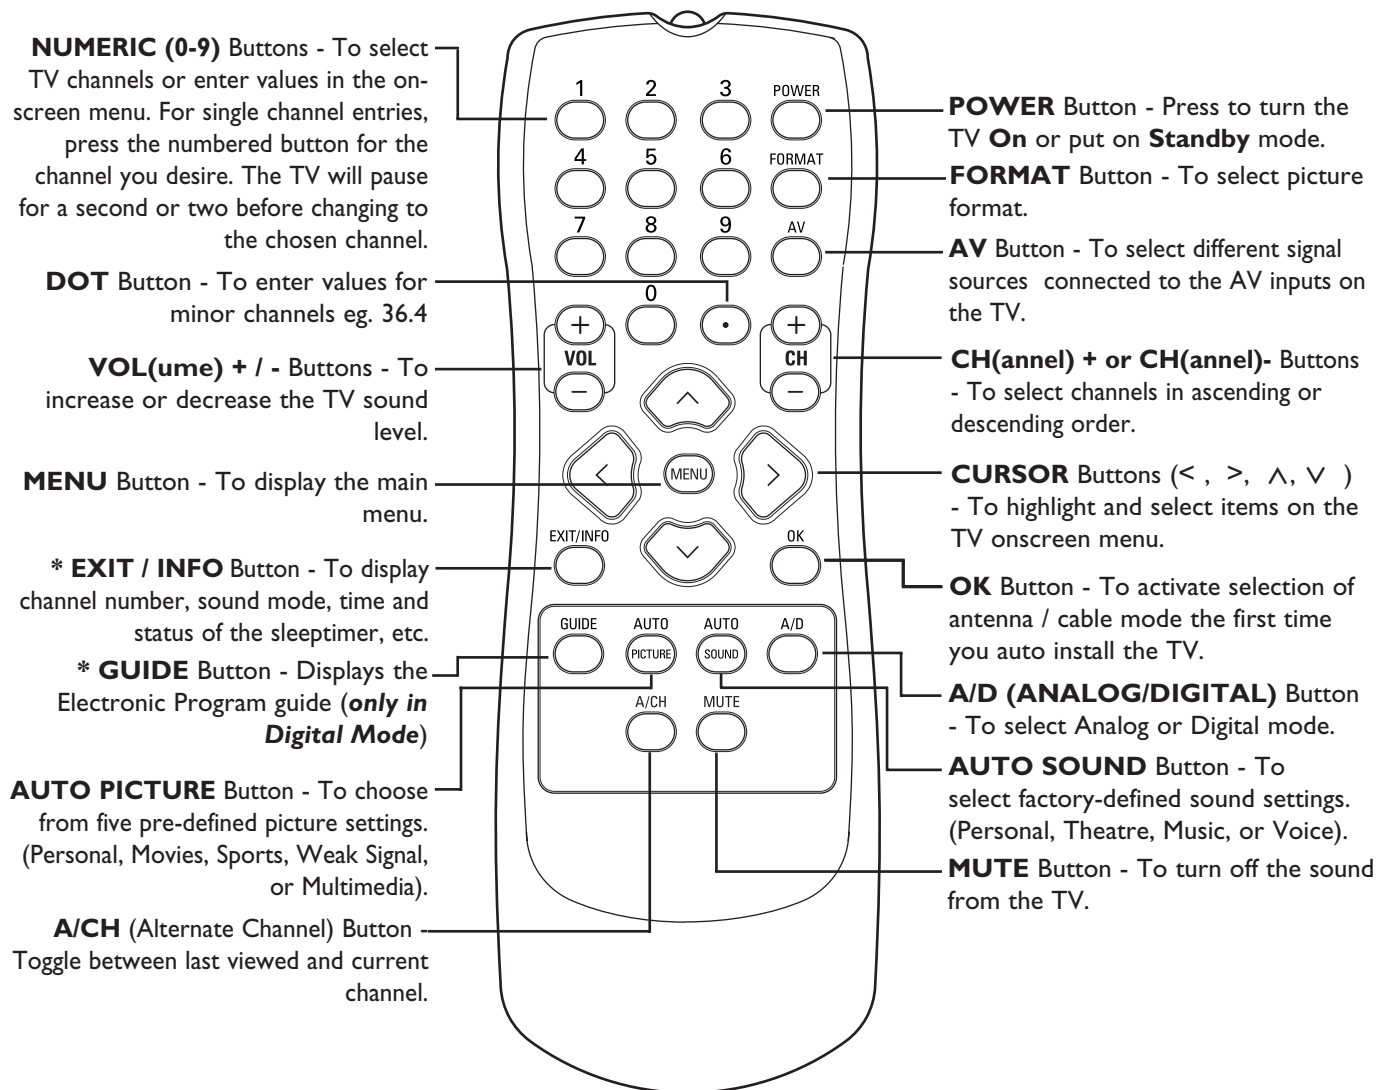 NUMERIC (0-9) Buttons - To select
TV channels or enter values in the on-
screen menu. For single channel entries,
press the numbered button for the
channel you desire. The TV will pause
for a second or two before changing to
the chosen channel.
DOT Button - To enter values for
minor channels eg. 36.4
VOL(ume) + / - Buttons - To
increase or decrease the TV sound
level.
MENU Button - To display the main
menu.
* EXIT / INFO Button - To display
channel number, sound mode, time and
status of the sleeptimer, etc.
* GUIDE Button - Displays the
Electronic Program guide (only in
Digital Mode)
AUTO PICTURE Button - To choose
from five pre-defined picture settings.
(Personal, Movies, Sports, Weak Signal,
or Multimedia).
A/CH (Alternate Channel) Button -
Toggle between last viewed and current
channel.
1 2 3 POWER
4 5 6 FORMAT
7 8 9 AV
0
+ • +
VOL CH
− −
∧
< MENU >
EXIT/INFO ∨ OK
GUIDE AUTO AUTO A/D
PICTURE SOUND
A/CH MUTE
POWER Button - Press to turn the
TV On or put on Standby mode.
FORMAT Button - To select picture
format.
AV Button - To select different signal
sources connected to the AV inputs on
the TV.
CH(annel) + or CH(annel)- Buttons
- To select channels in ascending or
descending order.
CURSOR Buttons (< , >, ∧, ∨ )
- To highlight and select items on the
TV onscreen menu.
OK Button - To activate selection of
antenna / cable mode the first time
you auto install the TV.
A/D (ANALOG/DIGITAL) Button
- To select Analog or Digital mode.
AUTO SOUND Button - To
select factory-defined sound settings.
(Personal, Theatre, Music, or Voice).
MUTE Button - To turn off the sound
from the TV.